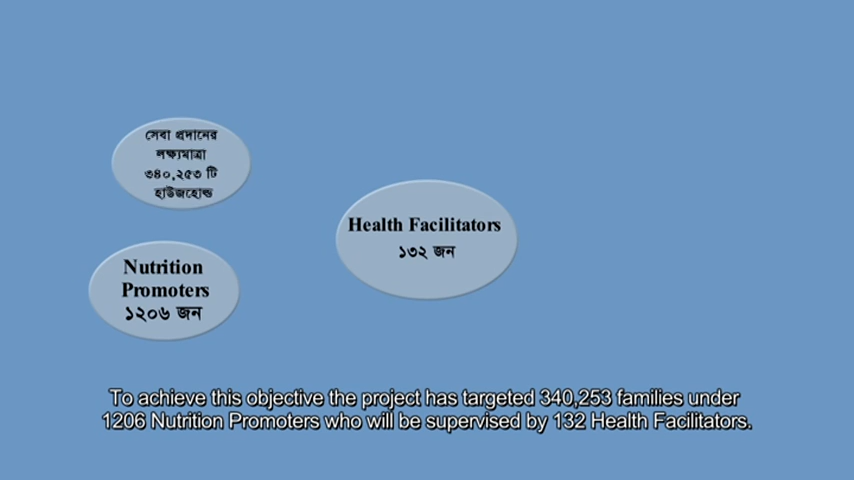 সেবা প্রদানের
লক্ষ্যমাত্রা
৩৪০,২৫৩ টি
হাউজহোল্ড
Nutrition
Promoters
১২০৬ জন
Health Facilitators
১৩২ জন
To achieve this objective the project has targeted 340,253 families under
1206 Nutrition Promoters who will be supervised by 132 Health Facilitators.